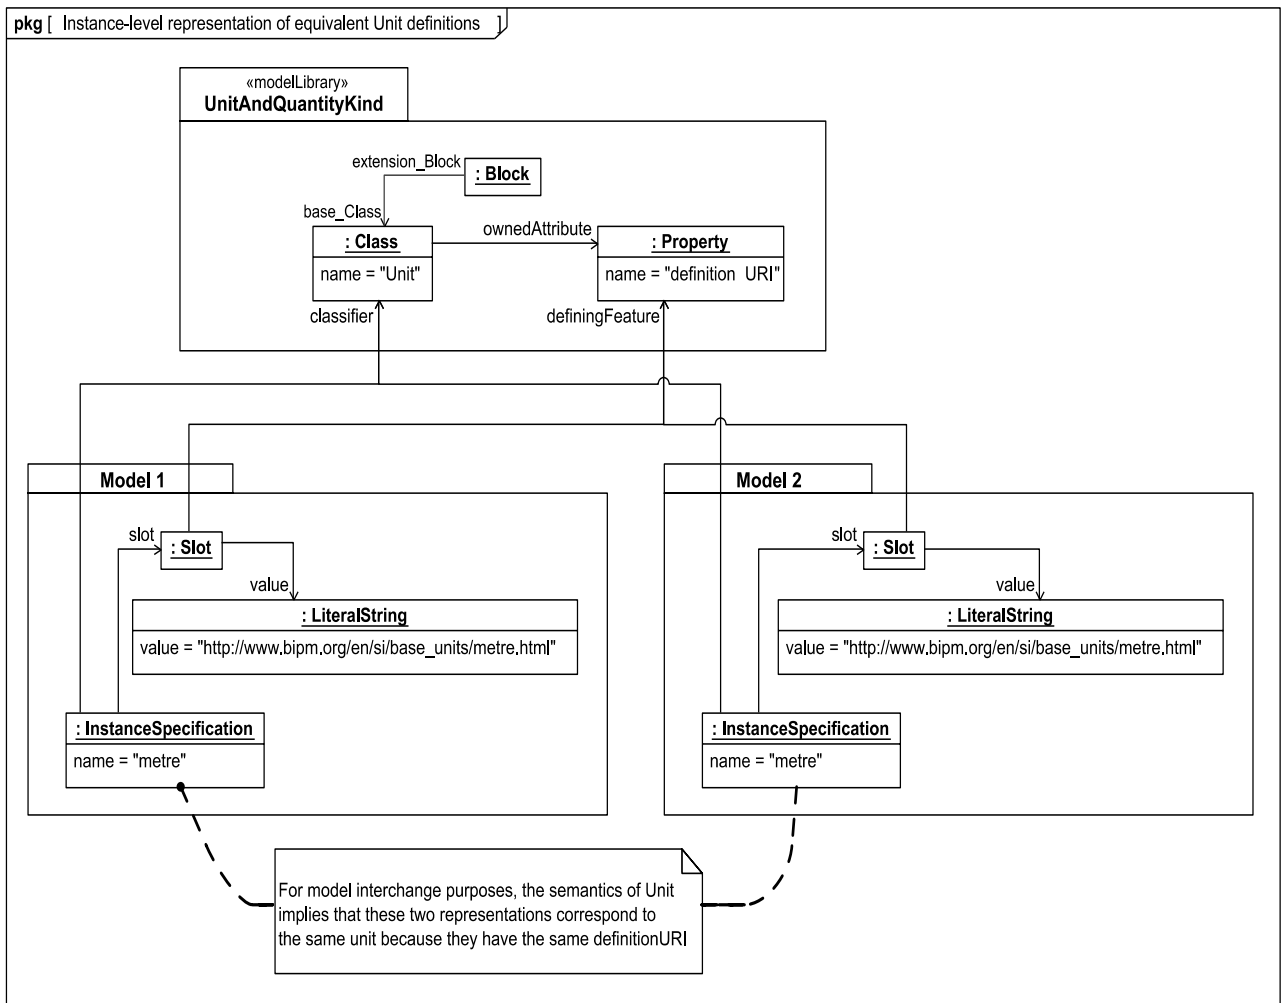 pkg [ Instance-level representation of equivalent Unit definitions ]
«modelLibrary»
UnitAndQuantityKind
extension_Block
: Block
base_Class
ownedAttribute
: Class
: Property
name = "Unit"
name = "definition URI"
classifier
definingFeature
Model 1
Model 2
slot
: Slot
slot
: Slot
value
value
: LiteralString
: LiteralString
value = "http://www.bipm.org/en/si/base_units/metre.html"
value = "http://www.bipm.org/en/si/base_units/metre.html"
: InstanceSpecification
: InstanceSpecification
name = "metre"
name = "metre"
For model interchange purposes, the semantics of Unit
implies that these two representations correspond to
the same unit because they have the same definitionURI